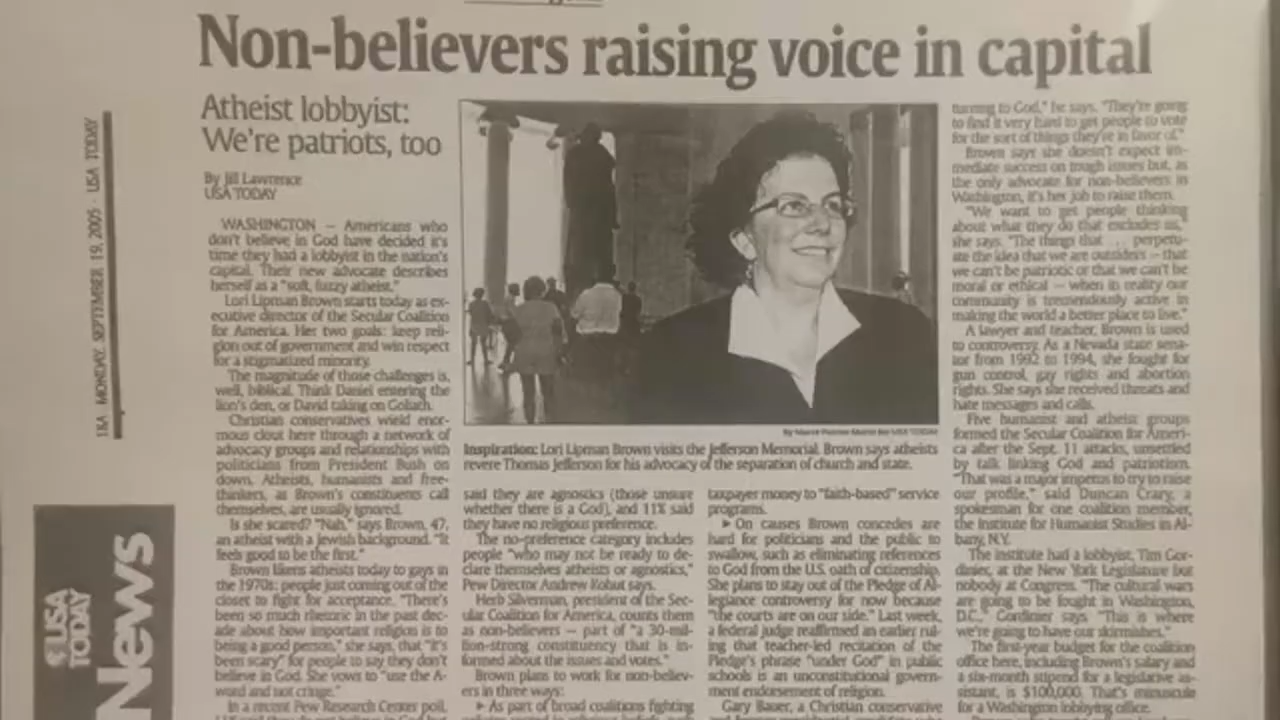 Non-believers raising voice in capital
Atheist lobbyist:
We're patriots, too
By Jill Lawrence
USA TODAY
WASHINGTON — Americans who
don't believe in God have decided it's
time they had a lobbyist in the nation's
capital. Their new advocate describes
herself as a "soft, fuzzy atheist."
Lori Lipman Brown starts today as ex-
ecutive director of the Secular Coalition
for America. Her two goals: keep reli-
gion out of government and win respect
for a stigmatized minority.
The magnitude of those challenges is,
well, biblical. Think Daniel entering the
lion's den, or David taking on Goliath.
Christian conservatives wield enor-
mous clout here through a network of
advocacy groups and relationships with
politicians from President Bush on
down. Atheists, humanists and free-
thinkers, as Brown's constituents call
themselves, are usually ignored.
Is she scared? "Nah," says Brown, 47,
an atheist with a Jewish background. "It
feels good to be the first."
Brown likens atheists today to gays in
the 1970s: people just coming out of the
closet to fight for acceptance. "There's
been so much rhetoric in the past dec-
ade about how important religion is to
being a good person," she says, that "it's
been scary" for people to say they don't
believe in God. She vows to "use the A-
word and not cringe."
In a recent Pew Research Center poll,
Inspiration: Lori Lipman Brown visits the Jefferson Memorial. Brown says atheists
revere Thomas Jefferson for his advocacy of the separation of church and state.
said they are agnostics (those unsure
whether there is a God), and 11% said
they have no religious preference.
The no-preference category includes
people "who may not be ready to de-
clare themselves atheists or agnostics,"
Pew Director Andrew Kohut says.
Herb Silverman, president of the Sec-
ular Coalition for America, counts them
as non-believers — part of "a 30-mil-
lion-strong constituency that is in-
formed about the issues and votes."
Brown plans to work for non-believ-
ers in three ways:
▶ As part of broad coalitions fighting
taxpayer money to "faith-based" service
programs.
▶ On causes Brown concedes are
hard for politicians and the public to
swallow, such as eliminating references
to God from the U.S. oath of citizenship.
She plans to stay out of the Pledge of Al-
legiance controversy for now because
"the courts are on our side." Last week,
a federal judge reaffirmed an earlier rul-
ing that teacher-led recitation of the
Pledge's phrase "under God" in public
schools is an unconstitutional govern-
ment endorsement of religion.
Gary Bauer, a Christian conservative
turning to God," he says. "They're going
to find it very hard to get people to vote
for the sort of things they're in favor of."
Brown says she doesn't expect im-
mediate success on tough issues but, as
the only advocate for non-believers in
Washington, it's her job to raise them.
"We want to get people thinking
about what they do that excludes us,"
she says. "The things that ... perpetu-
ate the idea that we are outsiders — that
we can't be patriotic or that we can't be
moral or ethical — when in reality our
community is tremendously active in
making the world a better place to live."
A lawyer and teacher, Brown is used
to controversy. As a Nevada state sena-
tor from 1992 to 1994, she fought for
gun control, gay rights and abortion
rights. She says she received threats and
hate messages and calls.
Five humanist and atheist groups
formed the Secular Coalition for Ameri-
ca after the Sept. 11 attacks, unsettled
by talk linking God and patriotism.
"That was a major impetus to try to raise
our profile," said Duncan Crary, a
spokesman for one coalition member,
the Institute for Humanist Studies in Al-
bany, N.Y.
The institute had a lobbyist, Tim Gor-
dinier, at the New York Legislature but
nobody at Congress. "The cultural wars
are going to be fought in Washington,
D.C.," Gordinier says. "This is where
we're going to have our skirmishes."
The first-year budget for the coalition
office here, including Brown's salary and
a six-month stipend for a legislative as-
sistant, is $100,000. That's minuscule
for a Washington lobbying office.
18A MONDAY, SEPTEMBER 19, 2005 · USA TODAY
USA
TODAY
News